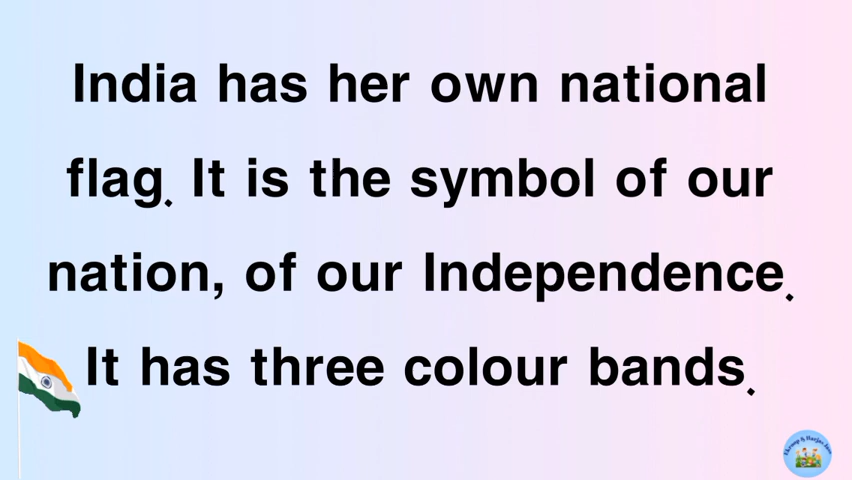 India has her own national
flag. It is the symbol of our
nation, of our Independence.
It has three colour bands.